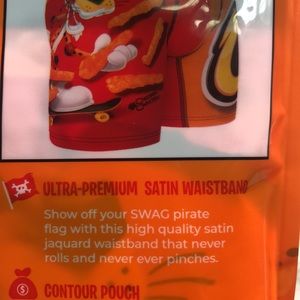 ULTRA-PREMIUM SATIN WAISTBAND
Show off your SWAG pirate
flag with this high quality satin
jaquard waistband that never
rolls and never ever pinches.
$
CONTOUR POUCH